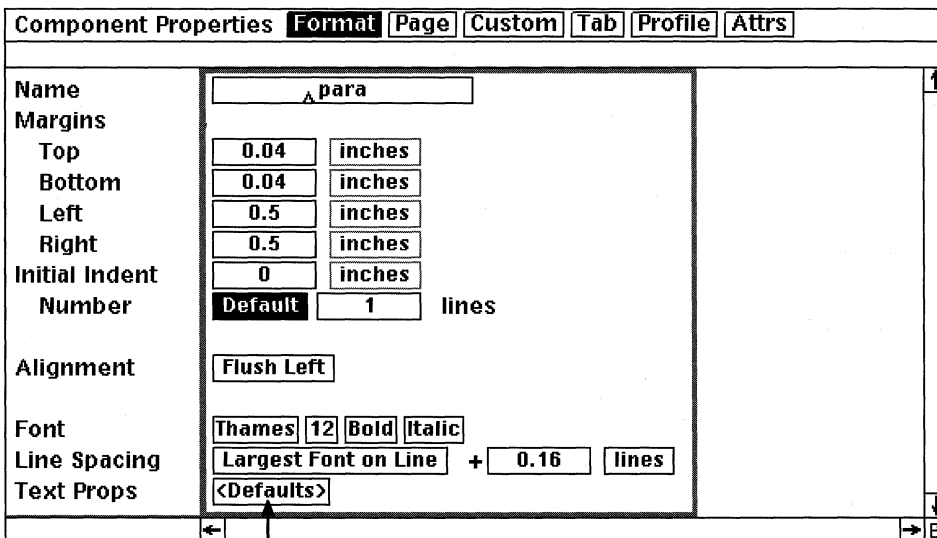 Component Properties Format Page Custom Tab Profile Attrs
Name para
Margins
Top 0.04 inches
Bottom 0.04 inches
Left 0.5 inches
Right 0.5 inches
Initial Indent 0 inches
Number Default 1 lines
Alignment Flush Left
Font Thames 12 Bold Italic
Line Spacing Largest Font on Line + 0.16 lines
Text Props <Defaults>